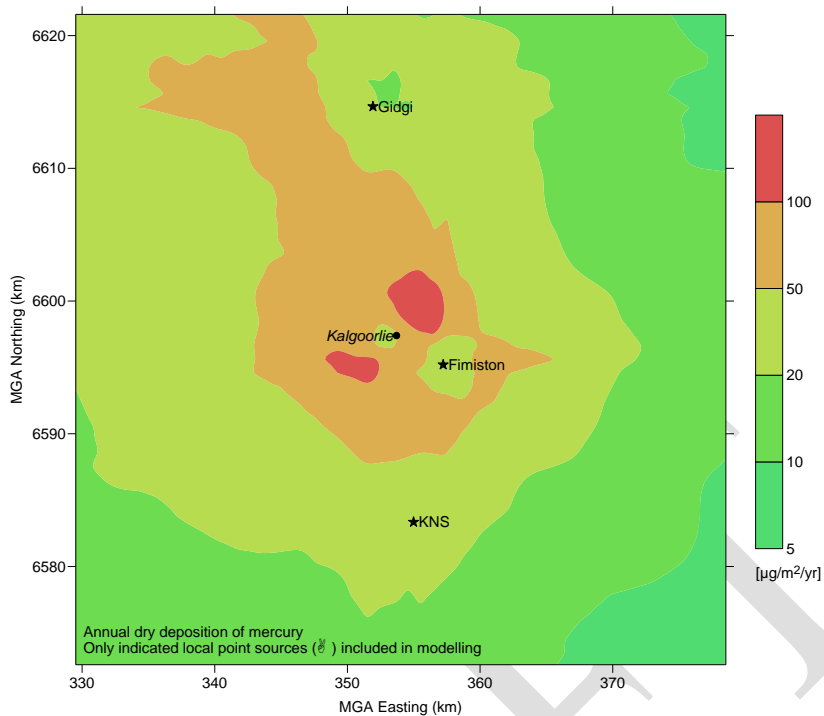 6620
6610
6600
6590
6580
330
340
350
360
370
MGA Northing (km)
MGA Easting (km)
Gidgi
Kalgoorlie
Fimiston
KNS
Annual dry deposition of mercury
Only indicated local point sources (✌ ) included in modelling
100
50
20
10
5
[µg/m2/yr]